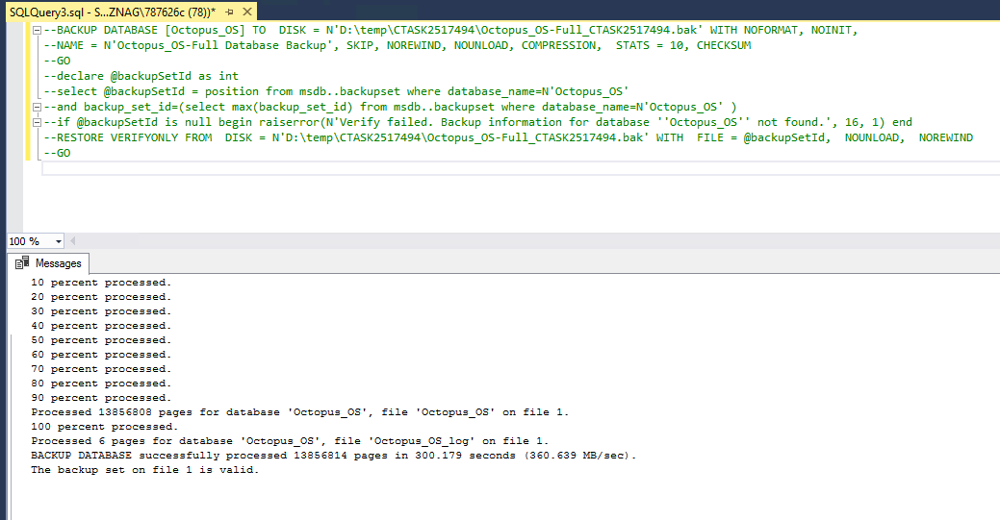 SQLQuery3.sql - S...ZNAG\787626c (78))*
--BACKUP DATABASE [Octopus_OS] TO  DISK = N'D:\temp\CTASK2517494\Octopus_OS-Full_CTASK2517494.bak' WITH NOFORMAT, NOINIT,
--NAME = N'Octopus_OS-Full Database Backup', SKIP, NOREWIND, NOUNLOAD, COMPRESSION,  STATS = 10, CHECKSUM
--GO
--declare @backupSetId as int
--select @backupSetId = position from msdb..backupset where database_name=N'Octopus_OS'
--and backup_set_id=(select max(backup_set_id) from msdb..backupset where database_name=N'Octopus_OS' )
--if @backupSetId is null begin raiserror(N'Verify failed. Backup information for database ''Octopus_OS'' not found.', 16, 1) end
--RESTORE VERIFYONLY FROM  DISK = N'D:\temp\CTASK2517494\Octopus_OS-Full_CTASK2517494.bak' WITH  FILE = @backupSetId,  NOUNLOAD,  NOREWIND
--GO
100 %
Messages
10 percent processed.
20 percent processed.
30 percent processed.
40 percent processed.
50 percent processed.
60 percent processed.
70 percent processed.
80 percent processed.
90 percent processed.
Processed 13856808 pages for database 'Octopus_OS', file 'Octopus_OS' on file 1.
100 percent processed.
Processed 6 pages for database 'Octopus_OS', file 'Octopus_OS_log' on file 1.
BACKUP DATABASE successfully processed 13856814 pages in 300.179 seconds (360.639 MB/sec).
The backup set on file 1 is valid.